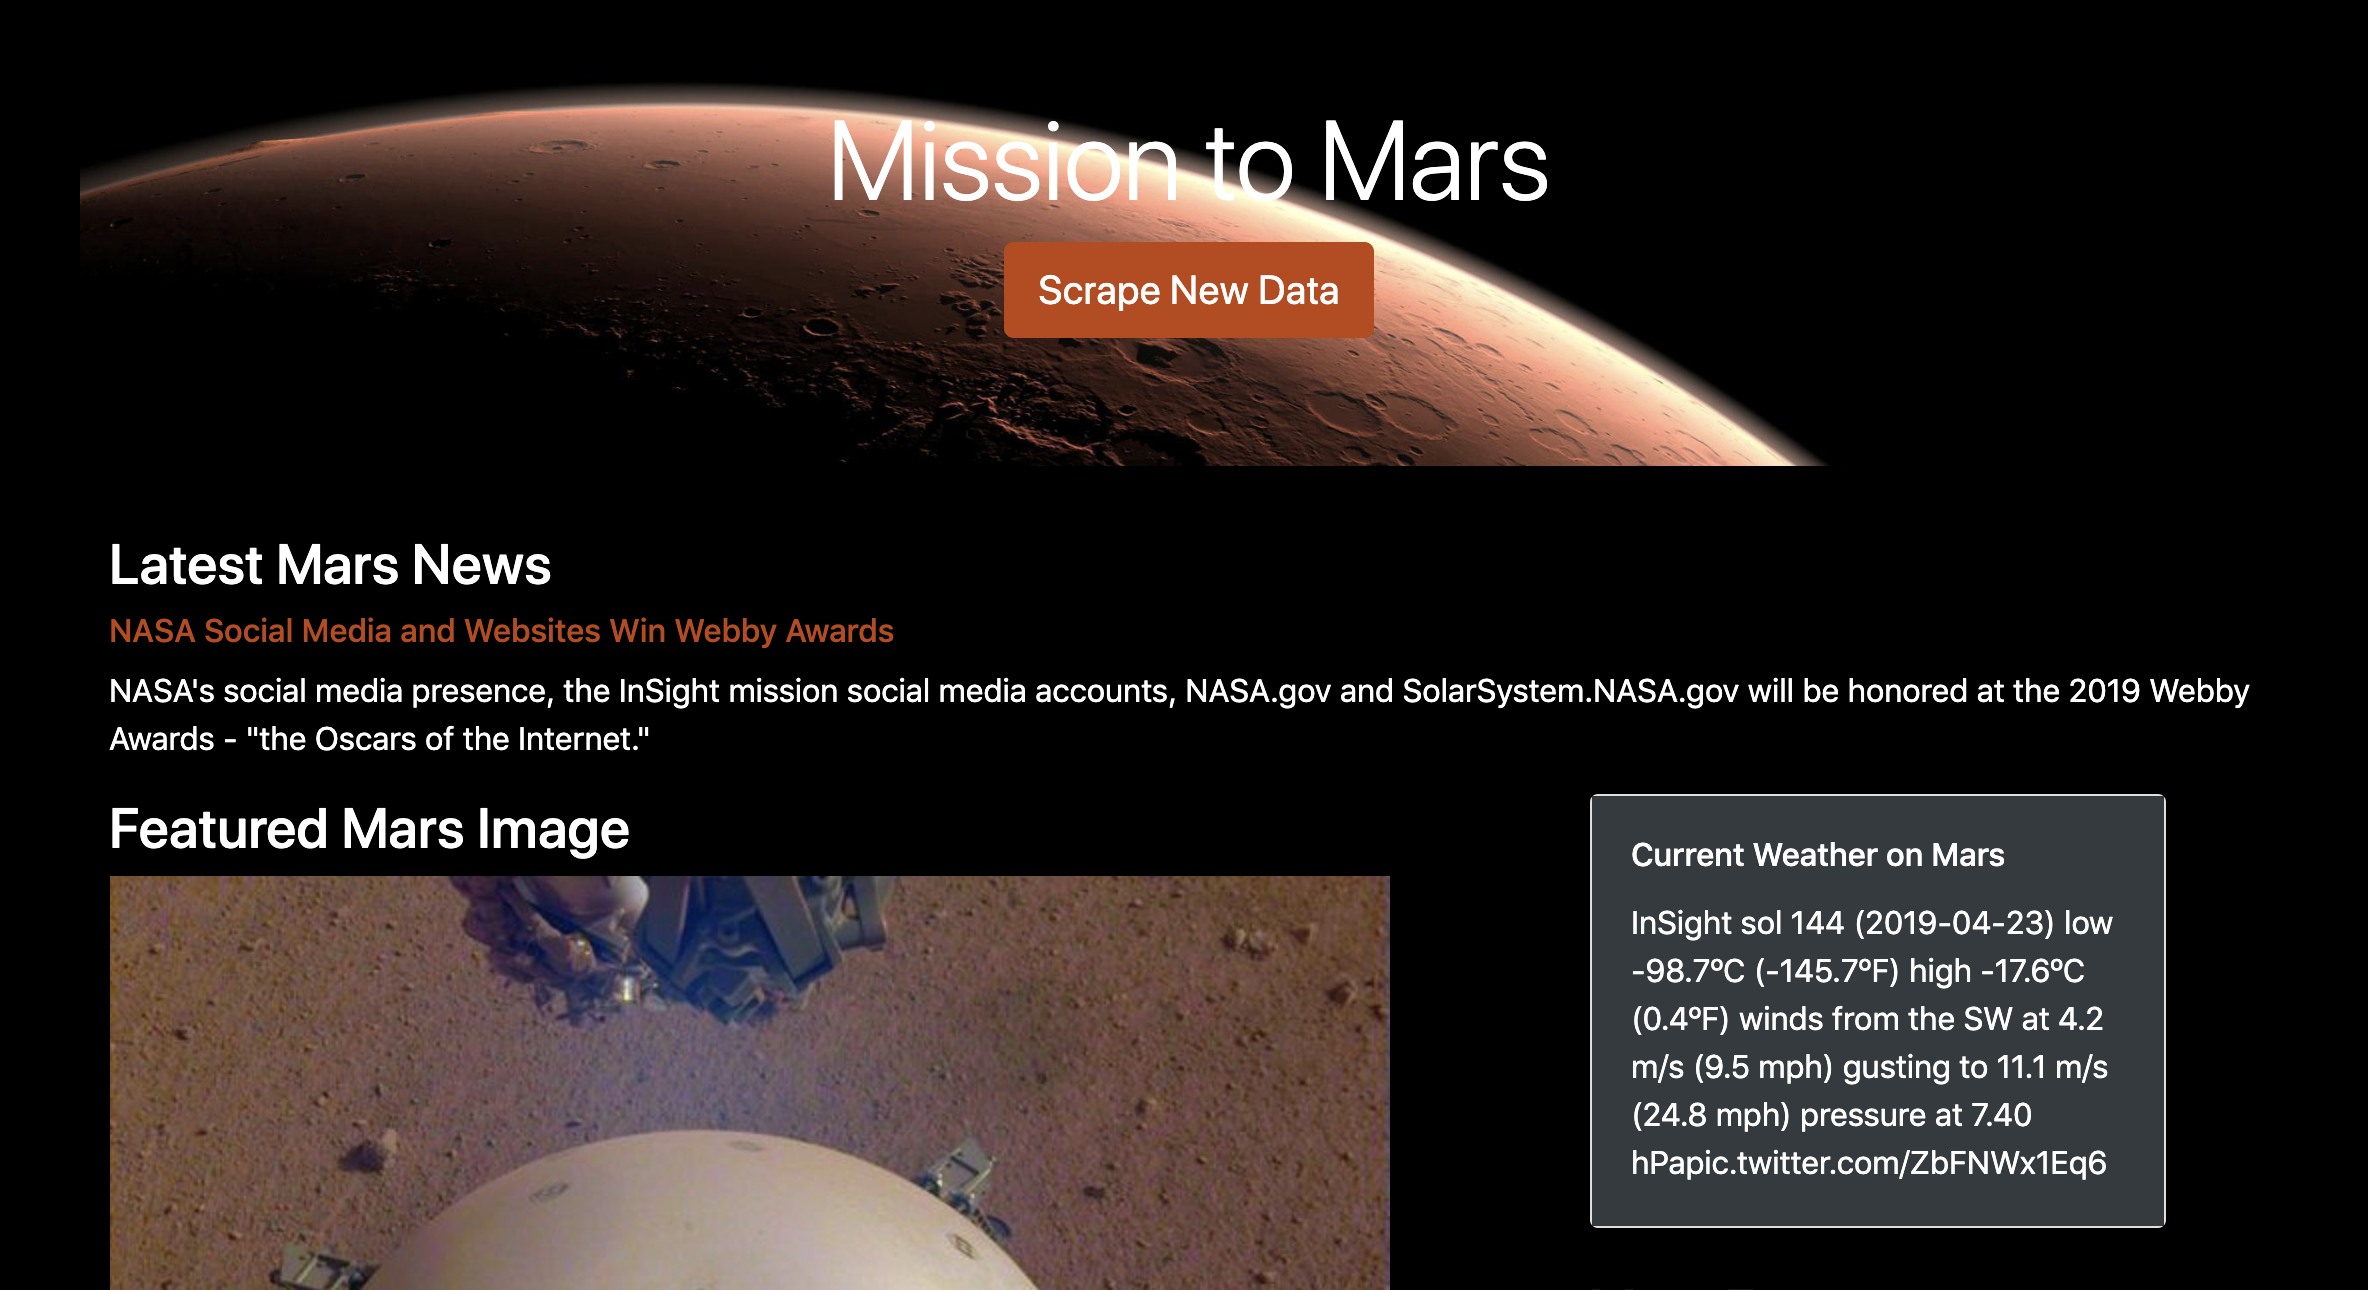 Mission to Mars
Scrape New Data
Latest Mars News
NASA Social Media and Websites Win Webby Awards
NASA's social media presence, the InSight mission social media accounts, NASA.gov and SolarSystem.NASA.gov will be honored at the 2019 Webby
Awards - "the Oscars of the Internet."
Featured Mars Image
Current Weather on Mars
InSight sol 144 (2019-04-23) low
-98.7ºC (-145.7ºF) high -17.6ºC
(0.4ºF) winds from the SW at 4.2
m/s (9.5 mph) gusting to 11.1 m/s
(24.8 mph) pressure at 7.40
hPapic.twitter.com/ZbFNWx1Eq6